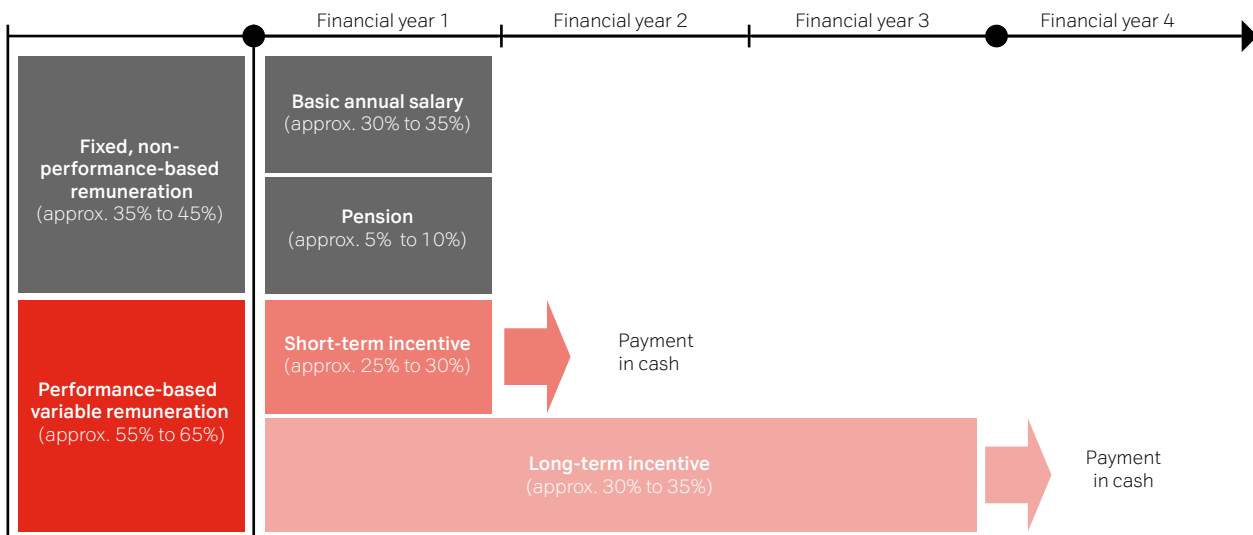 Financial year 1
Financial year 2
Financial year 3
Financial year 4
Fixed, non-
performance-based
remuneration
(approx. 35% to 45%)
Basic annual salary
(approx. 30% to 35%)
Pension
(approx. 5% to 10%)
Performance-based
variable remuneration
(approx. 55% to 65%)
Short-term incentive
(approx. 25% to 30%)
Payment
in cash
Long-term incentive
(approx. 30% to 35%)
Payment
in cash